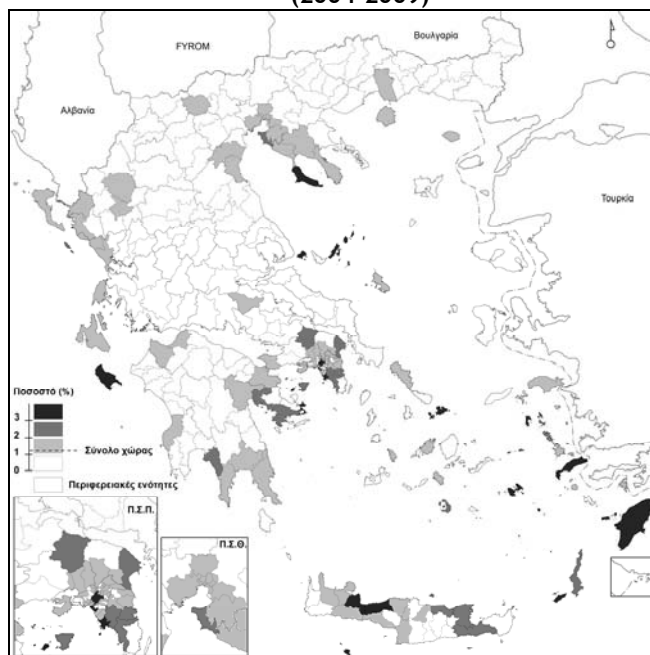 (2004-2009)
Βουλγαρία
FYROM
Αλβανία
Τουρκία
Ποσοστό (%)
3
2
1
0
Σύνολο χώρας
Περιφερειακές ενότητες
Π.Σ.Π.
Π.Σ.Θ.